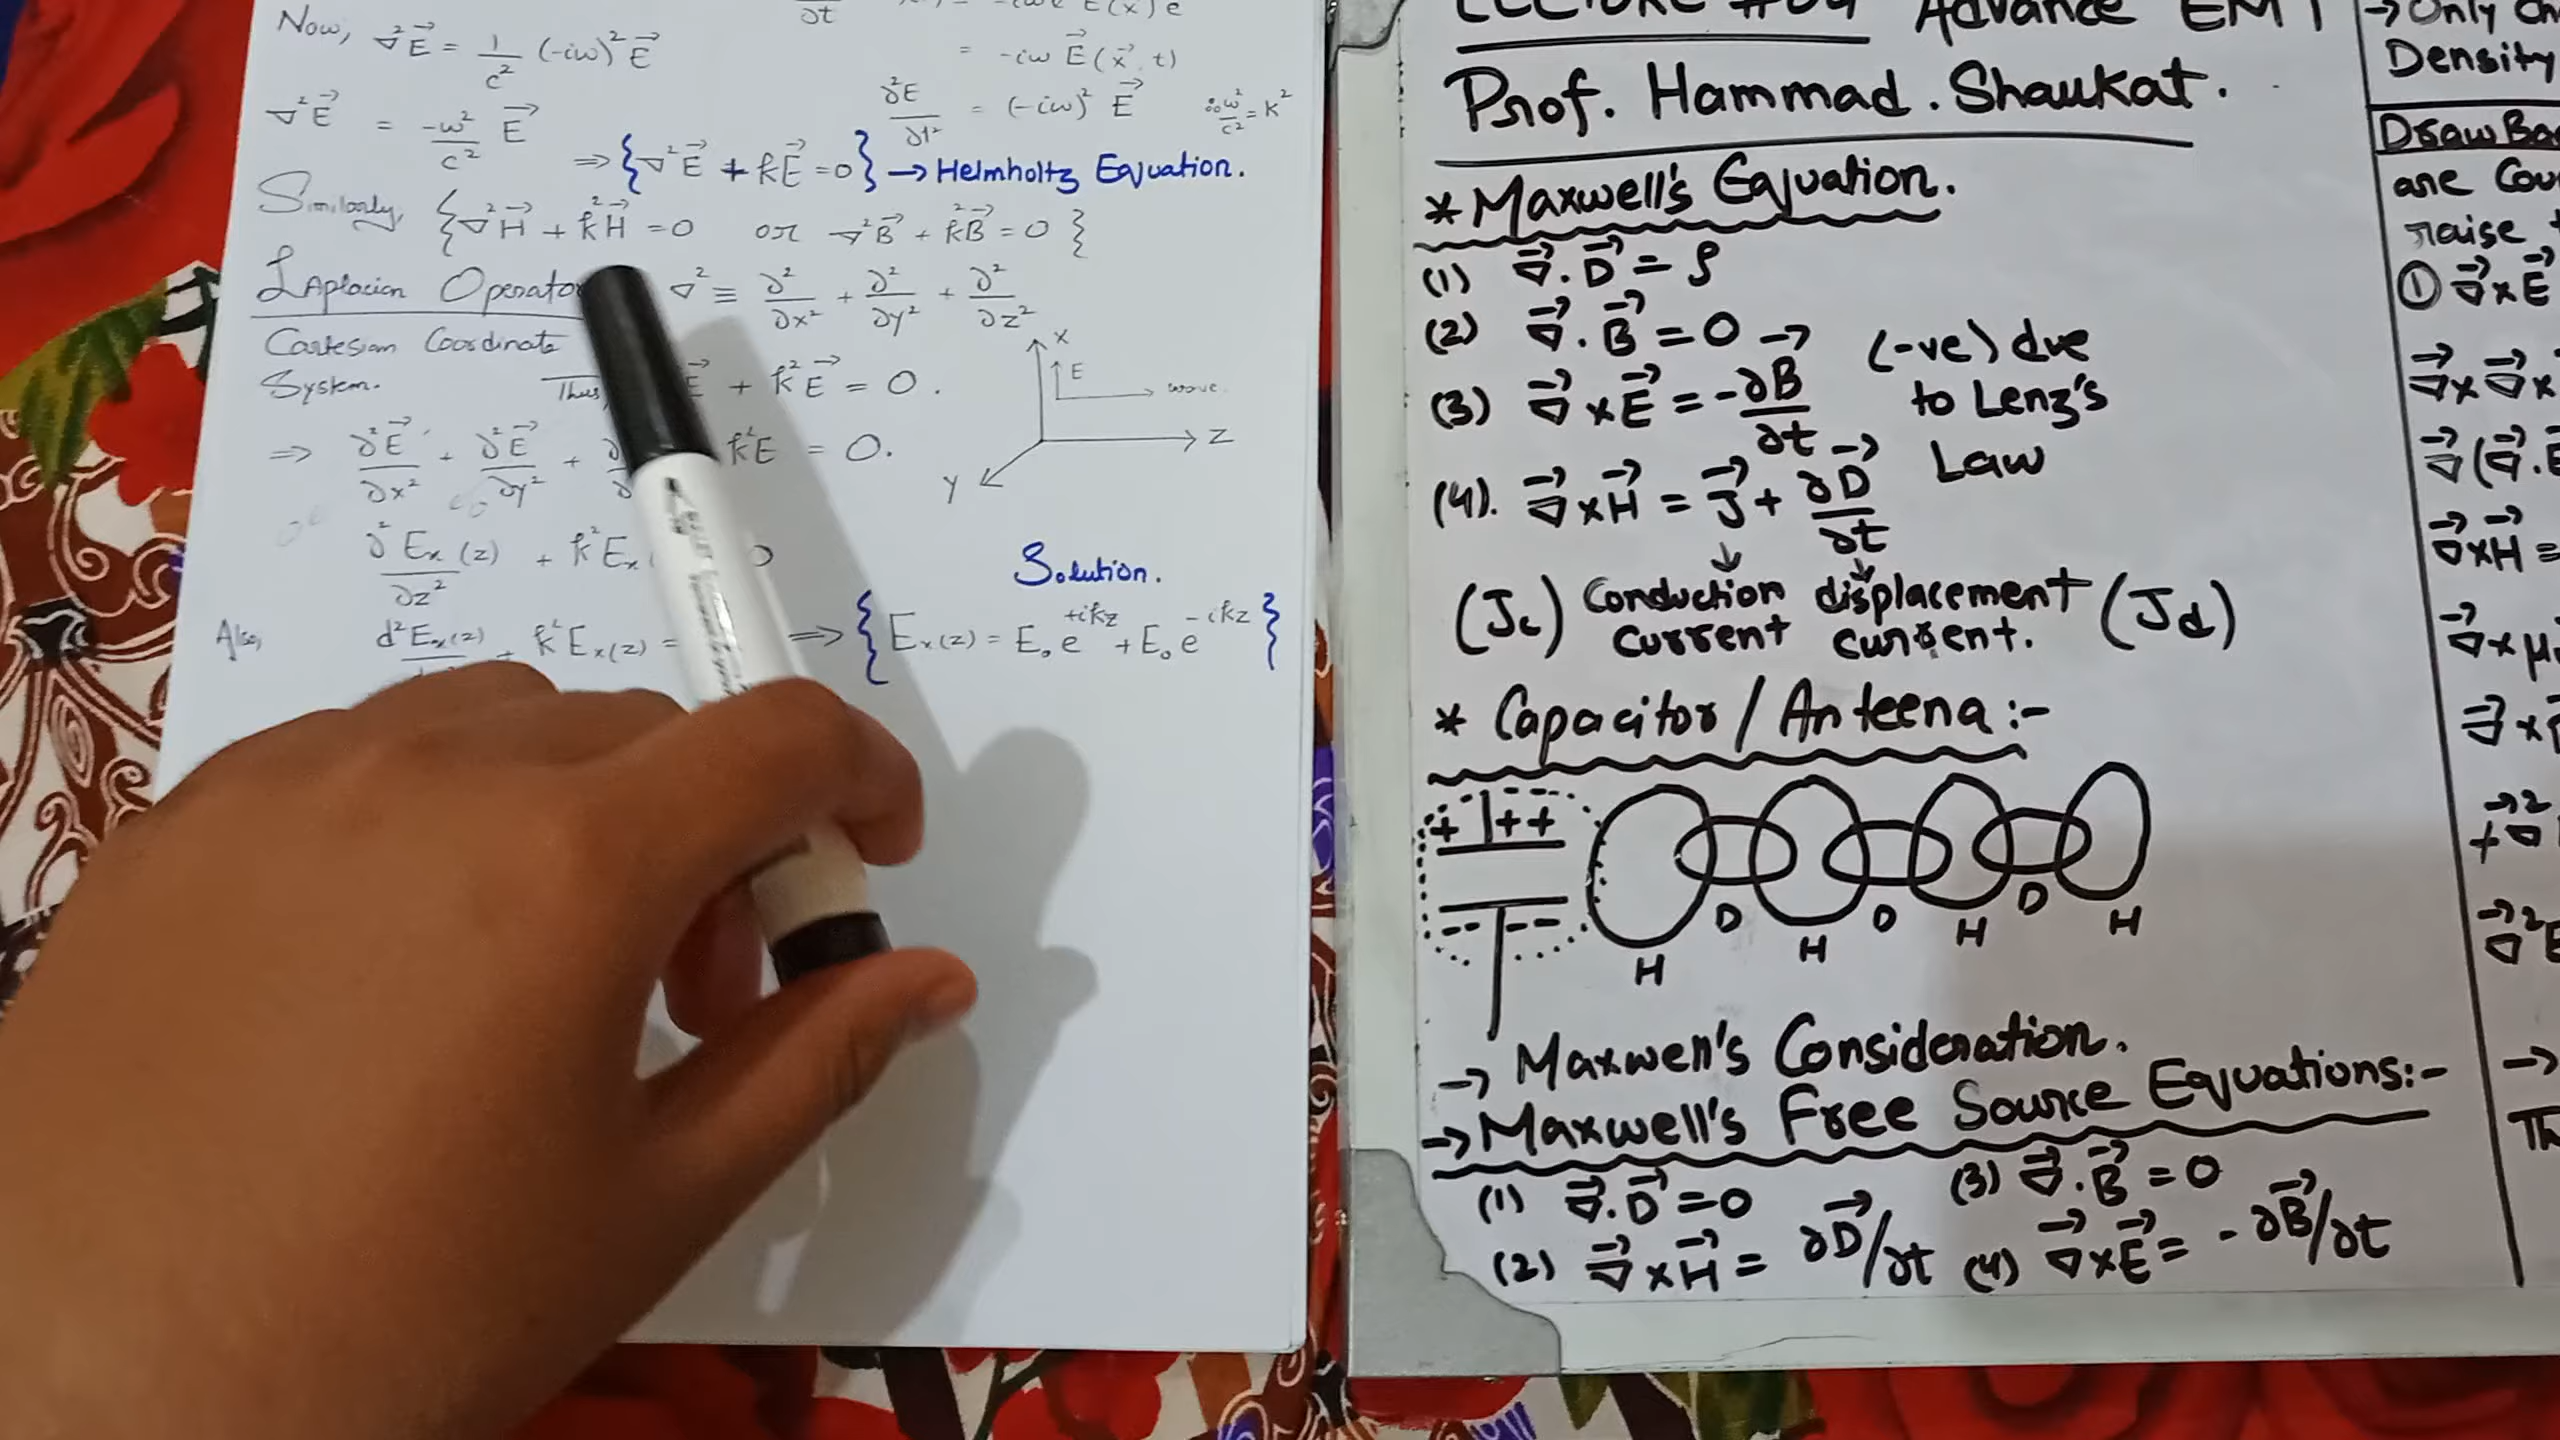 ∂t E(x)e
Now, ∇²E⃗ = 1/c² (-iω)² E⃗
= -iω E⃗(x⃗, t)
∇²E⃗ = -ω²/c² E⃗
∂²E/∂t² = (-iω)² E⃗ ∴ω²/c² = K²
⇒ {∇²E⃗ + kE⃗ = 0} → Helmholtz Equation.
Similarly, {∇²H⃗ + k²H⃗ = 0 or ∇²B⃗ + k²B⃗ = 0}
LAplacian Operator ∇² ≡ ∂²/∂x² + ∂²/∂y² + ∂²/∂z²
Cartesian Coordinate
System. Thus, E⃗ + k²E⃗ = 0.
X
E
wave.
Z
Y
⇒ ∂²E⃗/∂x² + ∂²E⃗/∂y² + k²E = 0.
∂²Ex(z)/∂z² + k²Ex
Solution.
Also, d²Ex(z) + k²Ex(z) = ⇒ {Ex(z) = E₀e^{+ikz} + E₀e^{-ikz}}
Advance EMT
Prof. Hammad. Shaukat.
*Maxwell's Equation.
(1) ∇⃗.D⃗ = ρ
(2) ∇⃗.B⃗ = 0
(3) ∇⃗×E⃗ = -∂B⃗/∂t (-ve) due
to Lenz's
Law
(4). ∇⃗×H⃗ = J⃗ + ∂D⃗/∂t
↓ ↓
(Jc) Conduction displacement (Jd)
current current.
* Capacitor / Anteena :-
+ ++
-- --
H D H D H D H
→ Maxwell's Consideration.
→ Maxwell's Free Source Equations:-
(1) ∇⃗.D⃗ = 0 (3) ∇⃗.B⃗ = 0
(2) ∇⃗×H⃗ = ∂D⃗/∂t (4) ∇⃗×E⃗ = -∂B⃗/∂t
→ Only
Density
are
raise
① ∇⃗×E⃗
∇⃗×∇⃗×
∇⃗(∇⃗.E
∇⃗×H⃗ =
∇⃗×μ